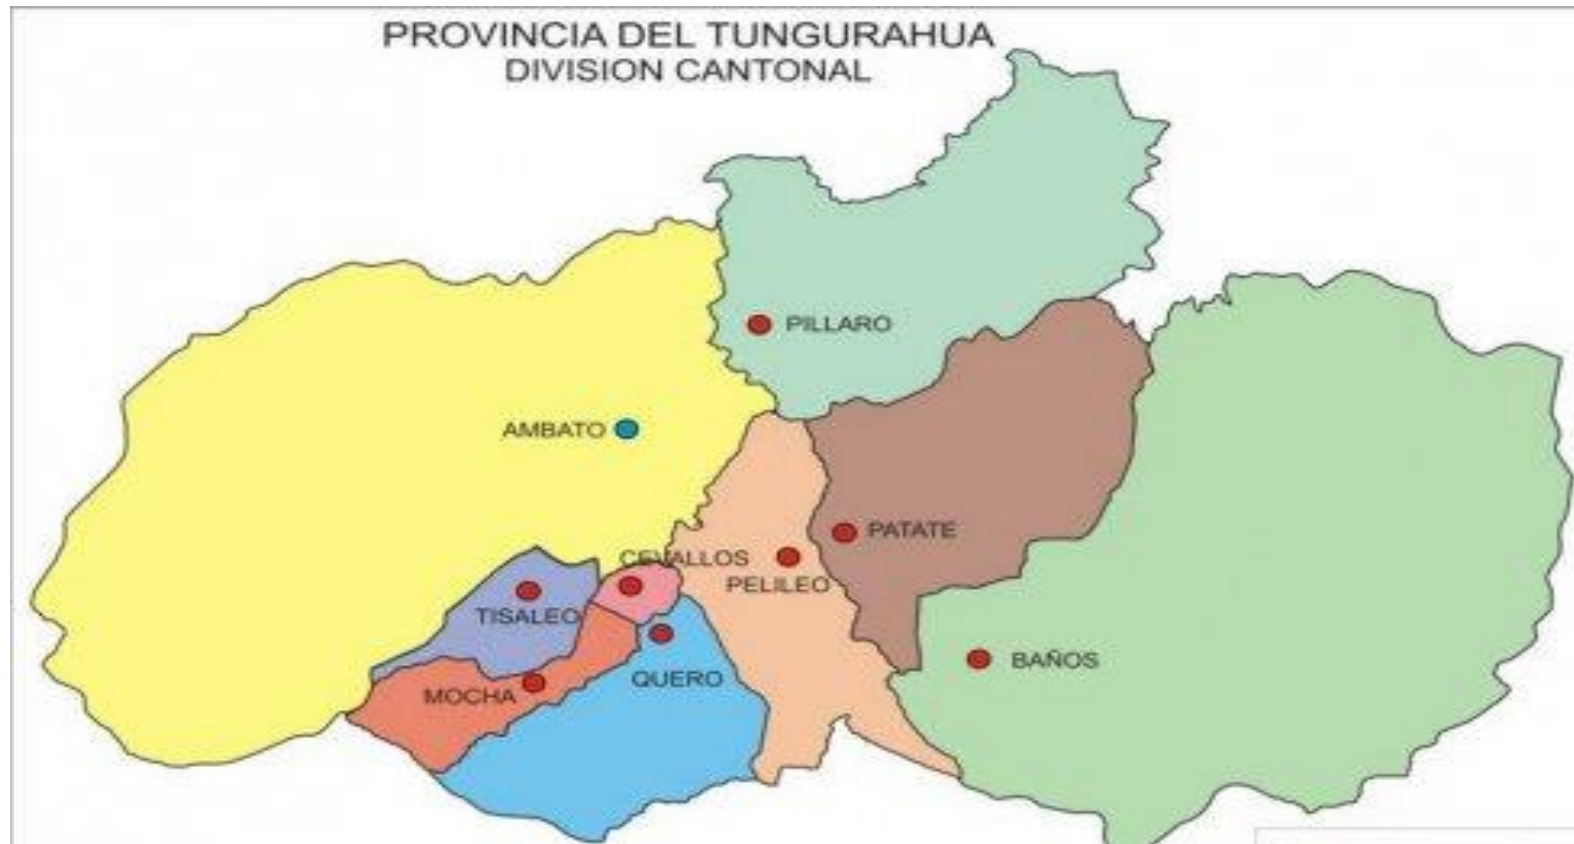 PROVINCIA DEL TUNGURAHUA
DIVISION CANTONAL
PILLARO
AMBATO
PATATE
CEVALLOS
PELILEO
TISALEO
BAÑOS
QUERO
MOCHA